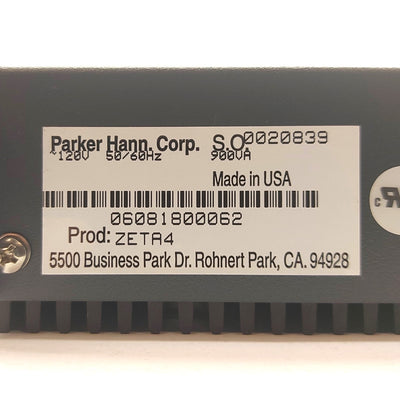 Parker Hann. Corp. S.O 0020839
~120V 50/60Hz 900VA
Made in USA
06081800062
Prod: ZETA4
5500 Business Park Dr. Rohnert Park, CA. 94928
c